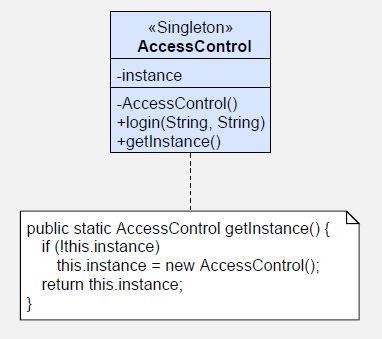 «Singleton»
AccessControl
-instance
-AccessControl()
+login(String, String)
+getInstance()
public static AccessControl getInstance() {
if (!this.instance)
this.instance = new AccessControl();
return this.instance;
}